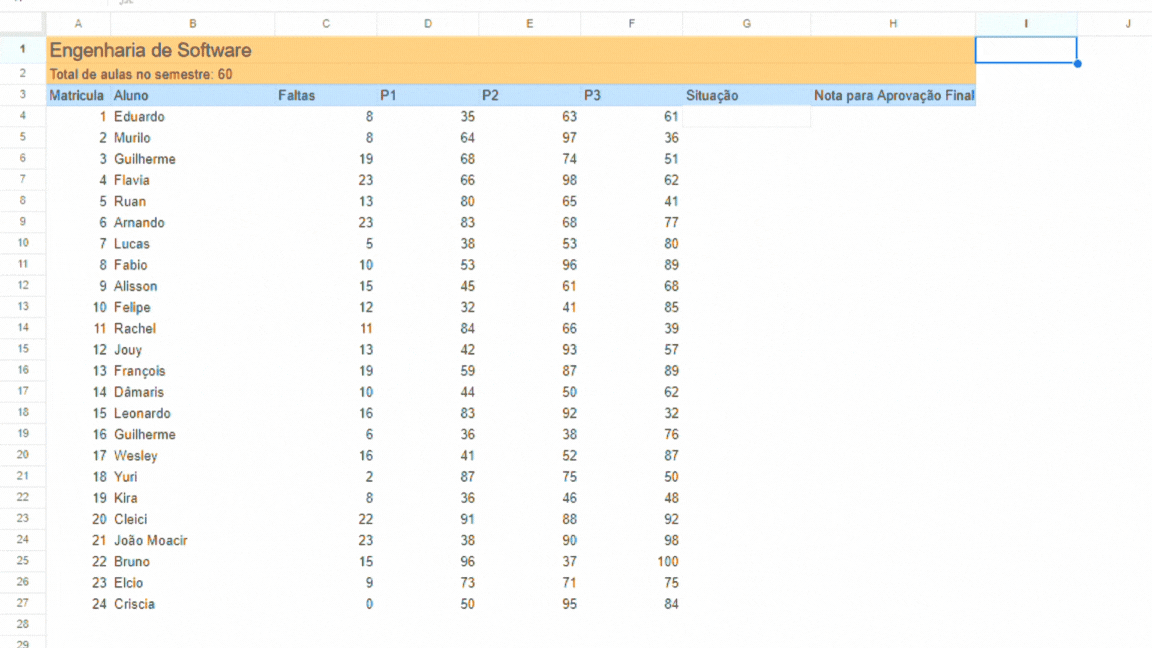 A B C D E F G H I J
1 Engenharia de Software
2 Total de aulas no semestre: 60
3 Matricula Aluno Faltas P1 P2 P3 Situação Nota para Aprovação Final
4 1 Eduardo 8 35 63 61
5 2 Murilo 8 64 97 36
6 3 Guilherme 19 68 74 51
7 4 Flavia 23 66 98 62
8 5 Ruan 13 80 65 41
9 6 Arnando 23 83 68 77
10 7 Lucas 5 38 53 80
11 8 Fabio 10 53 96 89
12 9 Alisson 15 45 61 68
13 10 Felipe 12 32 41 85
14 11 Rachel 11 84 66 39
15 12 Jouy 13 42 93 57
16 13 François 19 59 87 89
17 14 Dâmaris 10 44 50 62
18 15 Leonardo 16 83 92 32
19 16 Guilherme 6 36 38 76
20 17 Wesley 16 41 52 87
21 18 Yuri 2 87 75 50
22 19 Kira 8 36 46 48
23 20 Cleici 22 91 88 92
24 21 João Moacir 23 38 90 98
25 22 Bruno 15 96 37 100
26 23 Elcio 9 73 71 75
27 24 Criscia 0 50 95 84
28
29